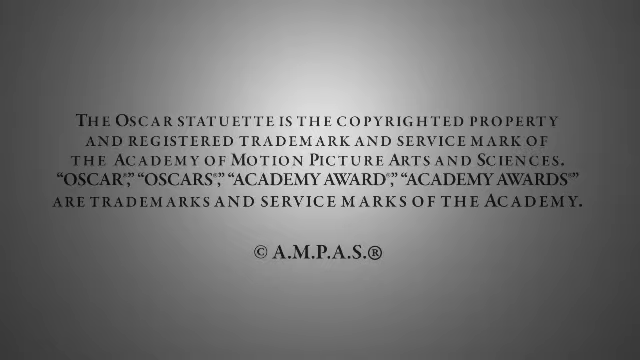 THE OSCAR STATUETTE IS THE COPYRIGHTED PROPERTY
AND REGISTERED TRADEMARK AND SERVICE MARK OF
THE ACADEMY OF MOTION PICTURE ARTS AND SCIENCES.
“OSCAR®,” “OSCARS®,” “ACADEMY AWARD®,” “ACADEMY AWARDS®”
ARE TRADEMARKS AND SERVICE MARKS OF THE ACADEMY.
© A.M.P.A.S.®